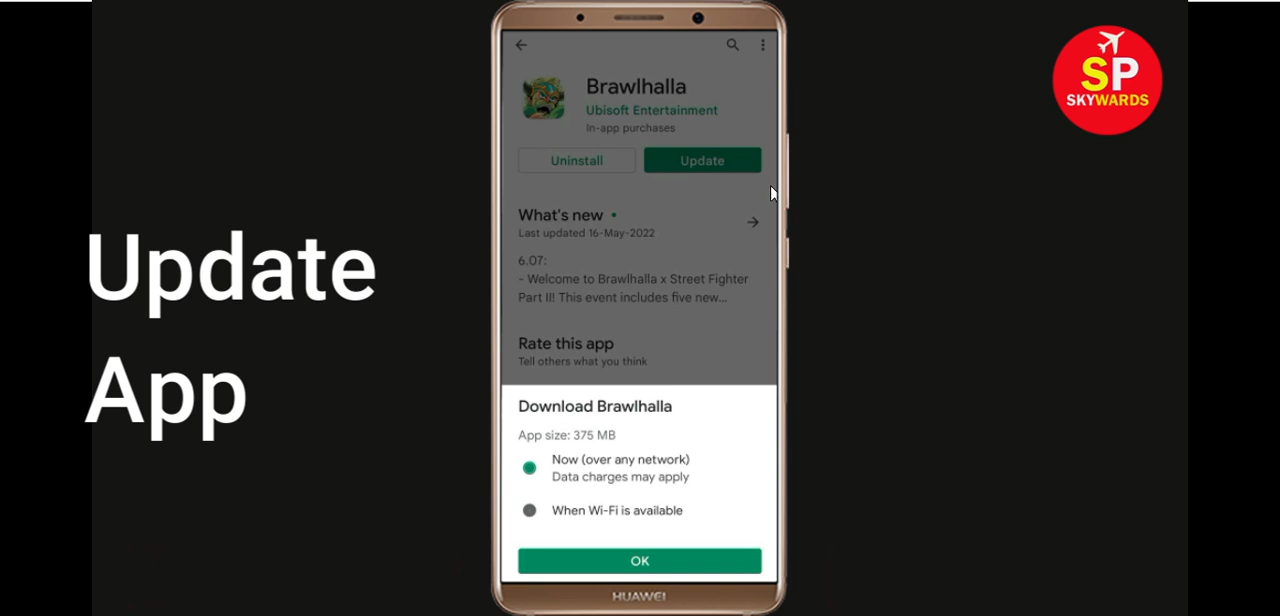 Brawlhalla
Ubisoft Entertainment
In-app purchases
Uninstall
Update
What's new
Last updated 16-May-2022
6.07:
- Welcome to Brawlhalla x Street Fighter
Part II! This event includes five new...
Rate this app
Tell others what you think
Download Brawlhalla
App size: 375 MB
Now (over any network)
Data charges may apply
When Wi-Fi is available
OK
HUAWEI
Update
App
SP
SKYWARDS